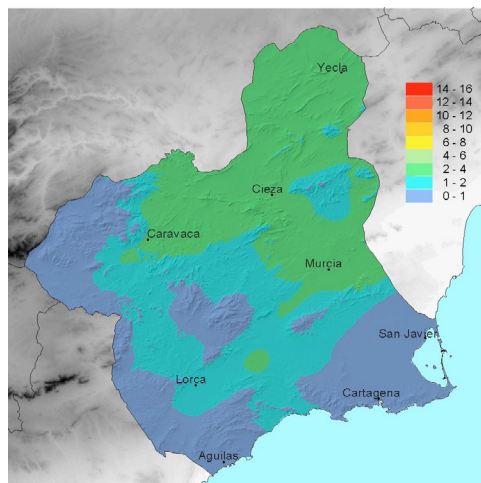 Yecla
14 - 16
12 - 14
10 - 12
8 - 10
6 - 8
4 - 6
2 - 4
1 - 2
0 - 1
Cieza
Caravaca
Murcia
San Javier
Lorca
Cartagena
Aguilas